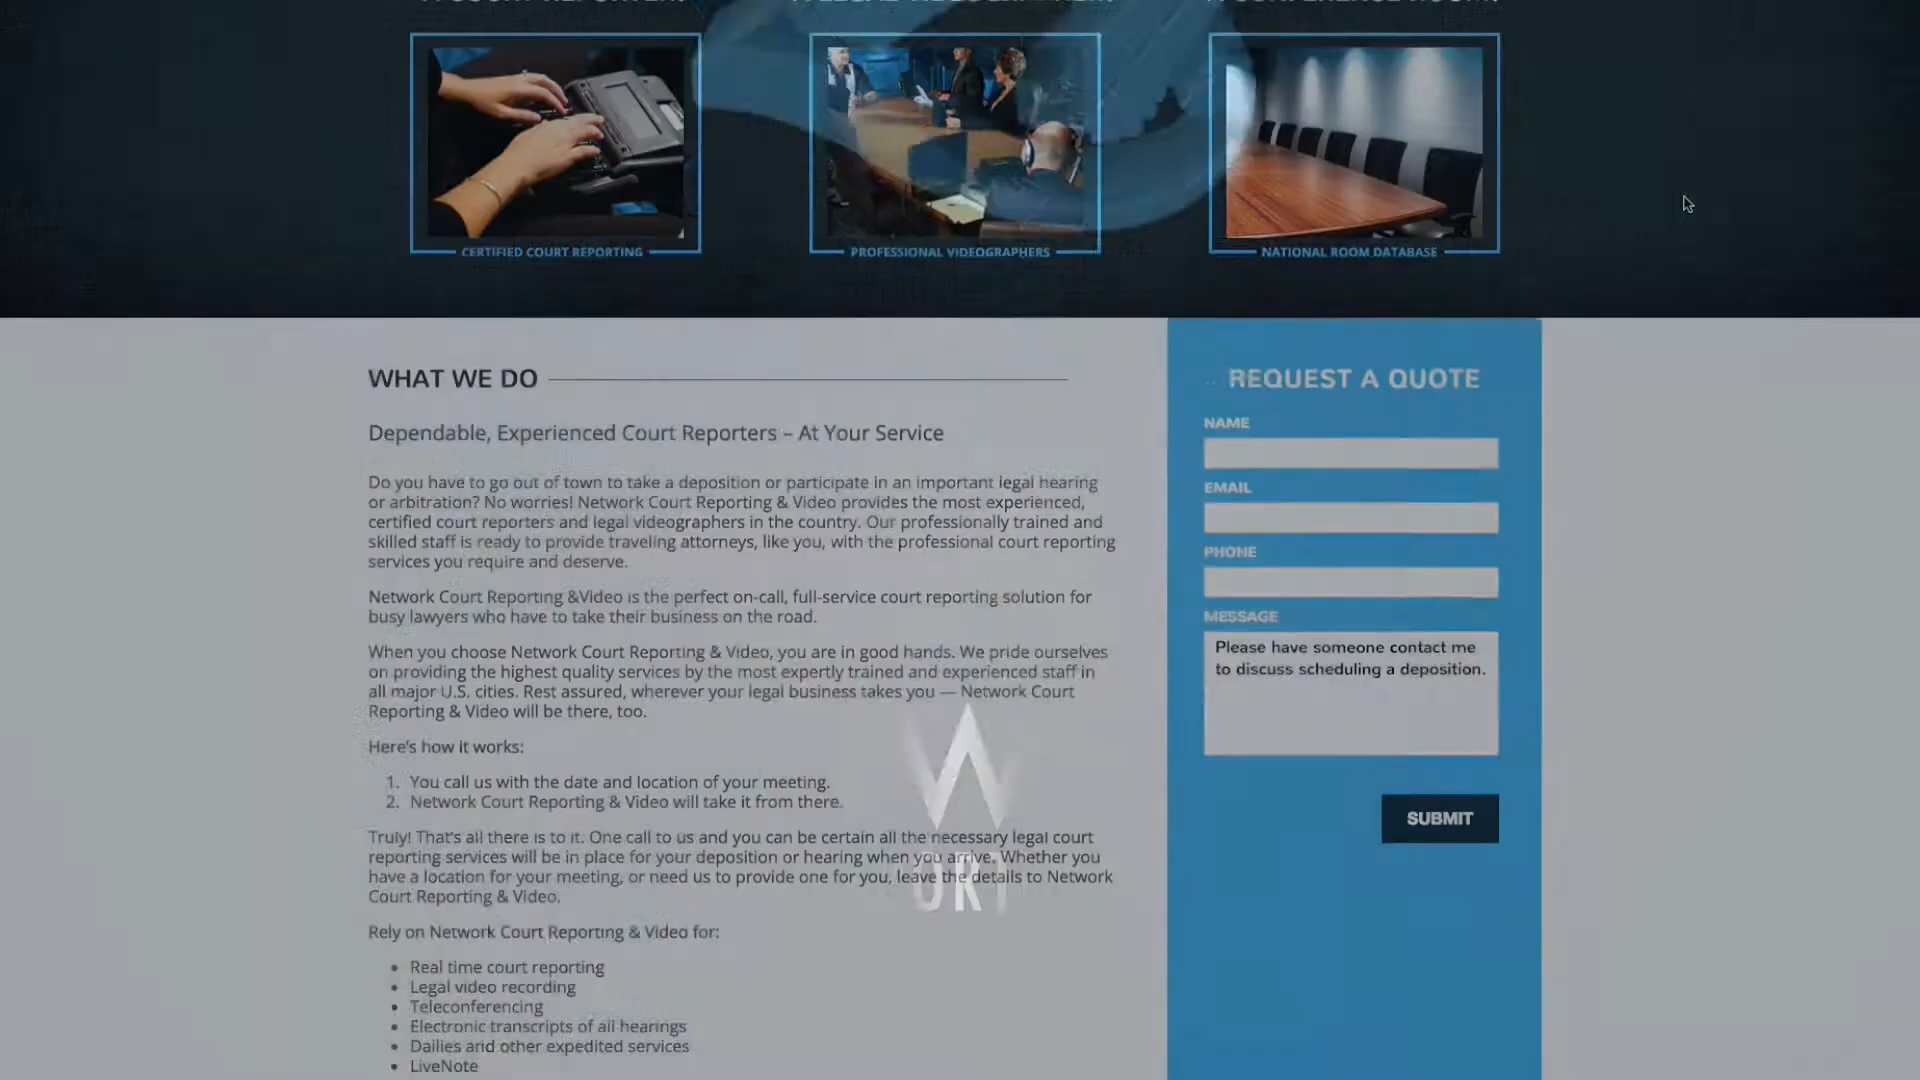 CERTIFIED COURT REPORTING
PROFESSIONAL VIDEOGRAPHERS
NATIONAL ROOM DATABASE
WHAT WE DO
Dependable, Experienced Court Reporters – At Your Service
Do you have to go out of town to take a deposition or participate in an important legal hearing
or arbitration? No worries! Network Court Reporting & Video provides the most experienced,
certified court reporters and legal videographers in the country. Our professionally trained and
skilled staff is ready to provide traveling attorneys, like you, with the professional court reporting
services you require and deserve.
Network Court Reporting &Video is the perfect on-call, full-service court reporting solution for
busy lawyers who have to take their business on the road.
When you choose Network Court Reporting & Video, you are in good hands. We pride ourselves
on providing the highest quality services by the most expertly trained and experienced staff in
all major U.S. cities. Rest assured, wherever your legal business takes you — Network Court
Reporting & Video will be there, too.
Here's how it works:
1. You call us with the date and location of your meeting.
2. Network Court Reporting & Video will take it from there.
Truly! That's all there is to it. One call to us and you can be certain all the necessary legal court
reporting services will be in place for your deposition or hearing when you arrive. Whether you
have a location for your meeting, or need us to provide one for you, leave the details to Network
Court Reporting & Video.
Rely on Network Court Reporting & Video for:
• Real time court reporting
• Legal video recording
• Teleconferencing
• Electronic transcripts of all hearings
• Dailies and other expedited services
• LiveNote
REQUEST A QUOTE
NAME
EMAIL
PHONE
MESSAGE
Please have someone contact me
to discuss scheduling a deposition.
SUBMIT